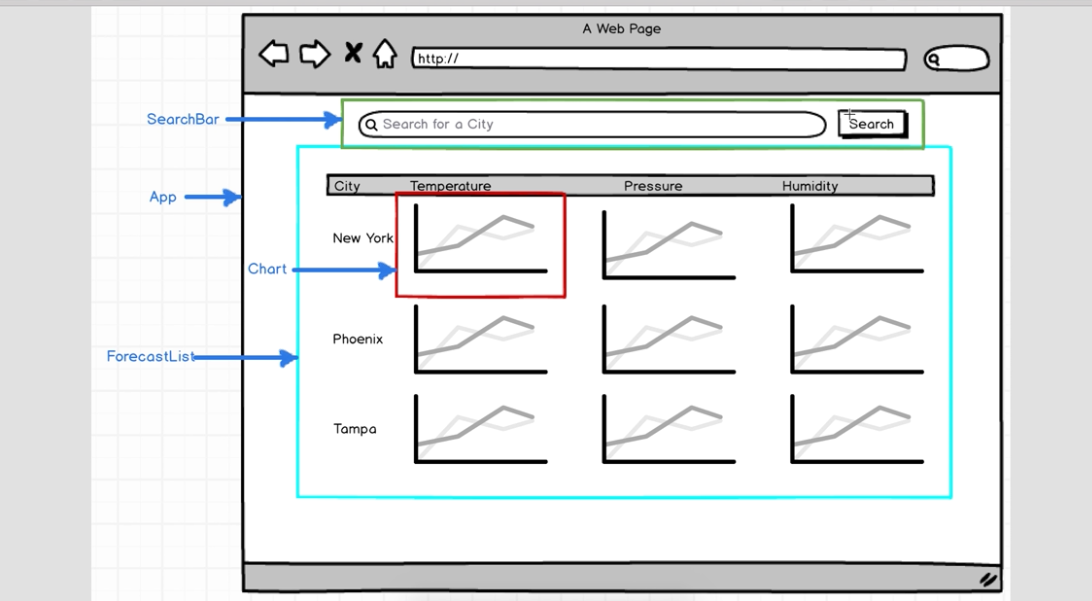 A Web Page
http://
SearchBar
Search for a City
Search
App
City Temperature Pressure Humidity
New York
Chart
Phoenix
ForecastList
Tampa